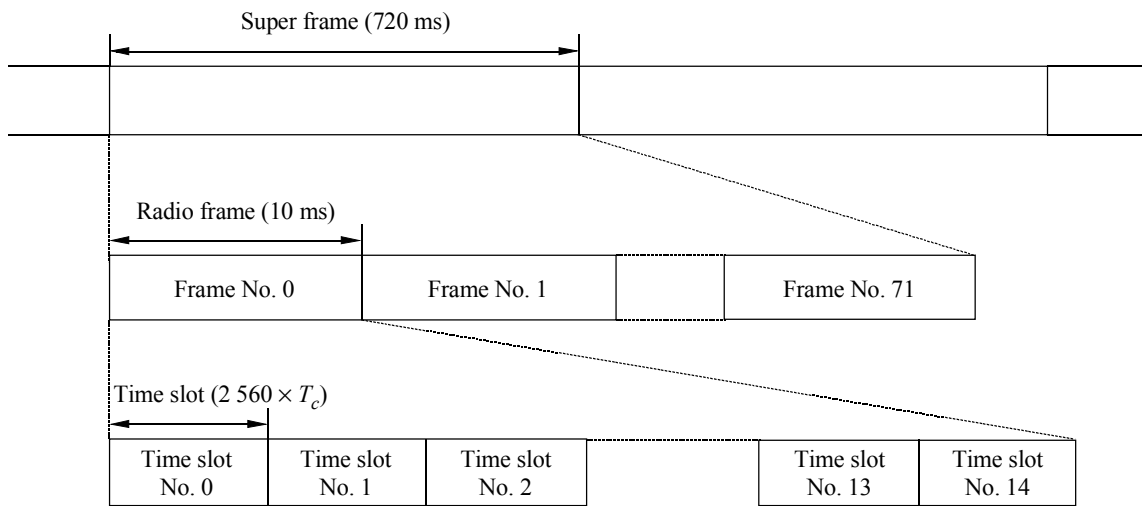 Super frame (720 ms)
Radio frame (10 ms)
Frame No. 0
Frame No. 1
Frame No. 71
Time slot (2 560 × T_c)
Time slot
No. 0
Time slot
No. 1
Time slot
No. 2
Time slot
No. 13
Time slot
No. 14